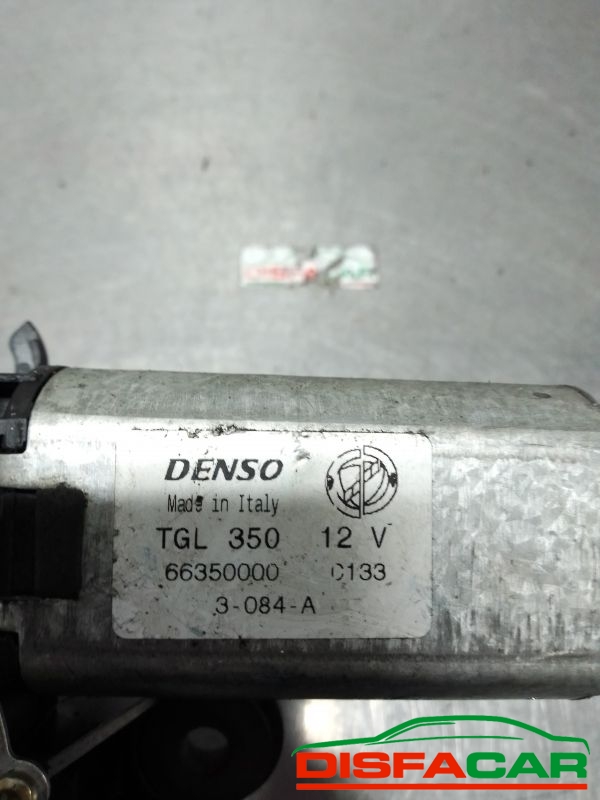 DENSO
Made in Italy
TGL 350 12 V
66350000 C133
3-084-A
DISFACAR